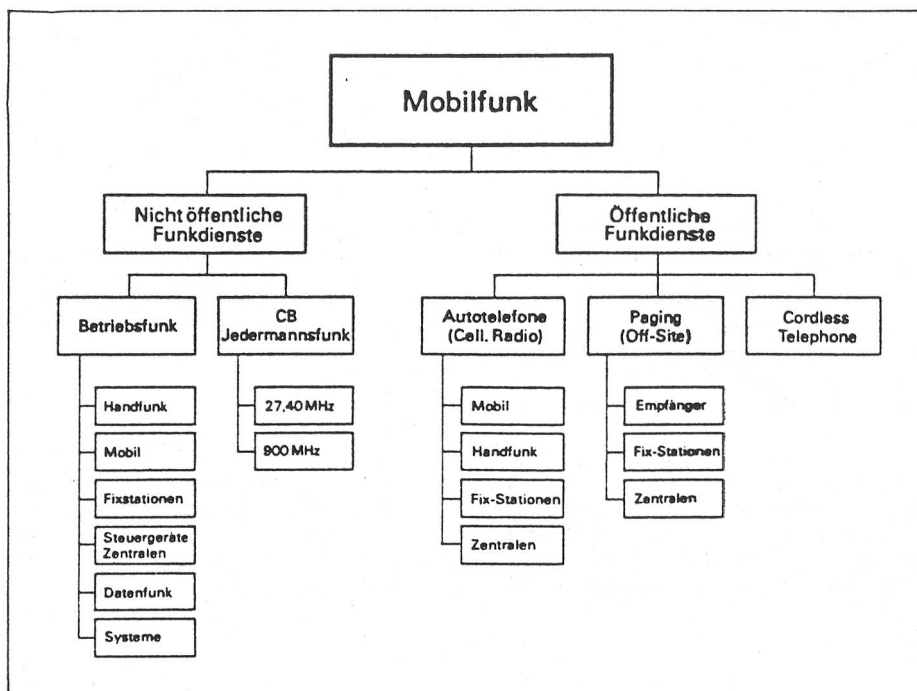 Mobilfunk
Nicht öffentliche
Funkdienste
Öffentliche
Funkdienste
Betriebsfunk
CB
Jedermannsfunk
Autotelefone
(Cell. Radio)
Paging
(Off-Site)
Cordless
Telephone
Handfunk
Mobil
Fixstationen
Steuergeräte
Zentralen
Datenfunk
Systeme
27,40 MHz
900 MHz
Mobil
Handfunk
Fix-Stationen
Zentralen
Empfänger
Fix-Stationen
Zentralen